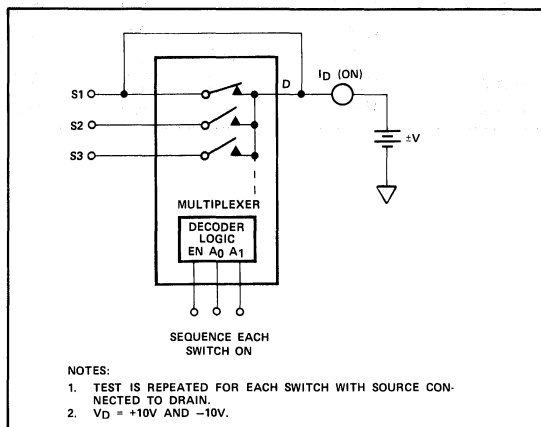 D
I_D (ON)
S1
S2
S3
±V
MULTIPLEXER
DECODER
LOGIC
EN A0 A1
SEQUENCE EACH
SWITCH ON
NOTES:
1. TEST IS REPEATED FOR EACH SWITCH WITH SOURCE CON-
NECTED TO DRAIN.
2. VD = +10V AND −10V.